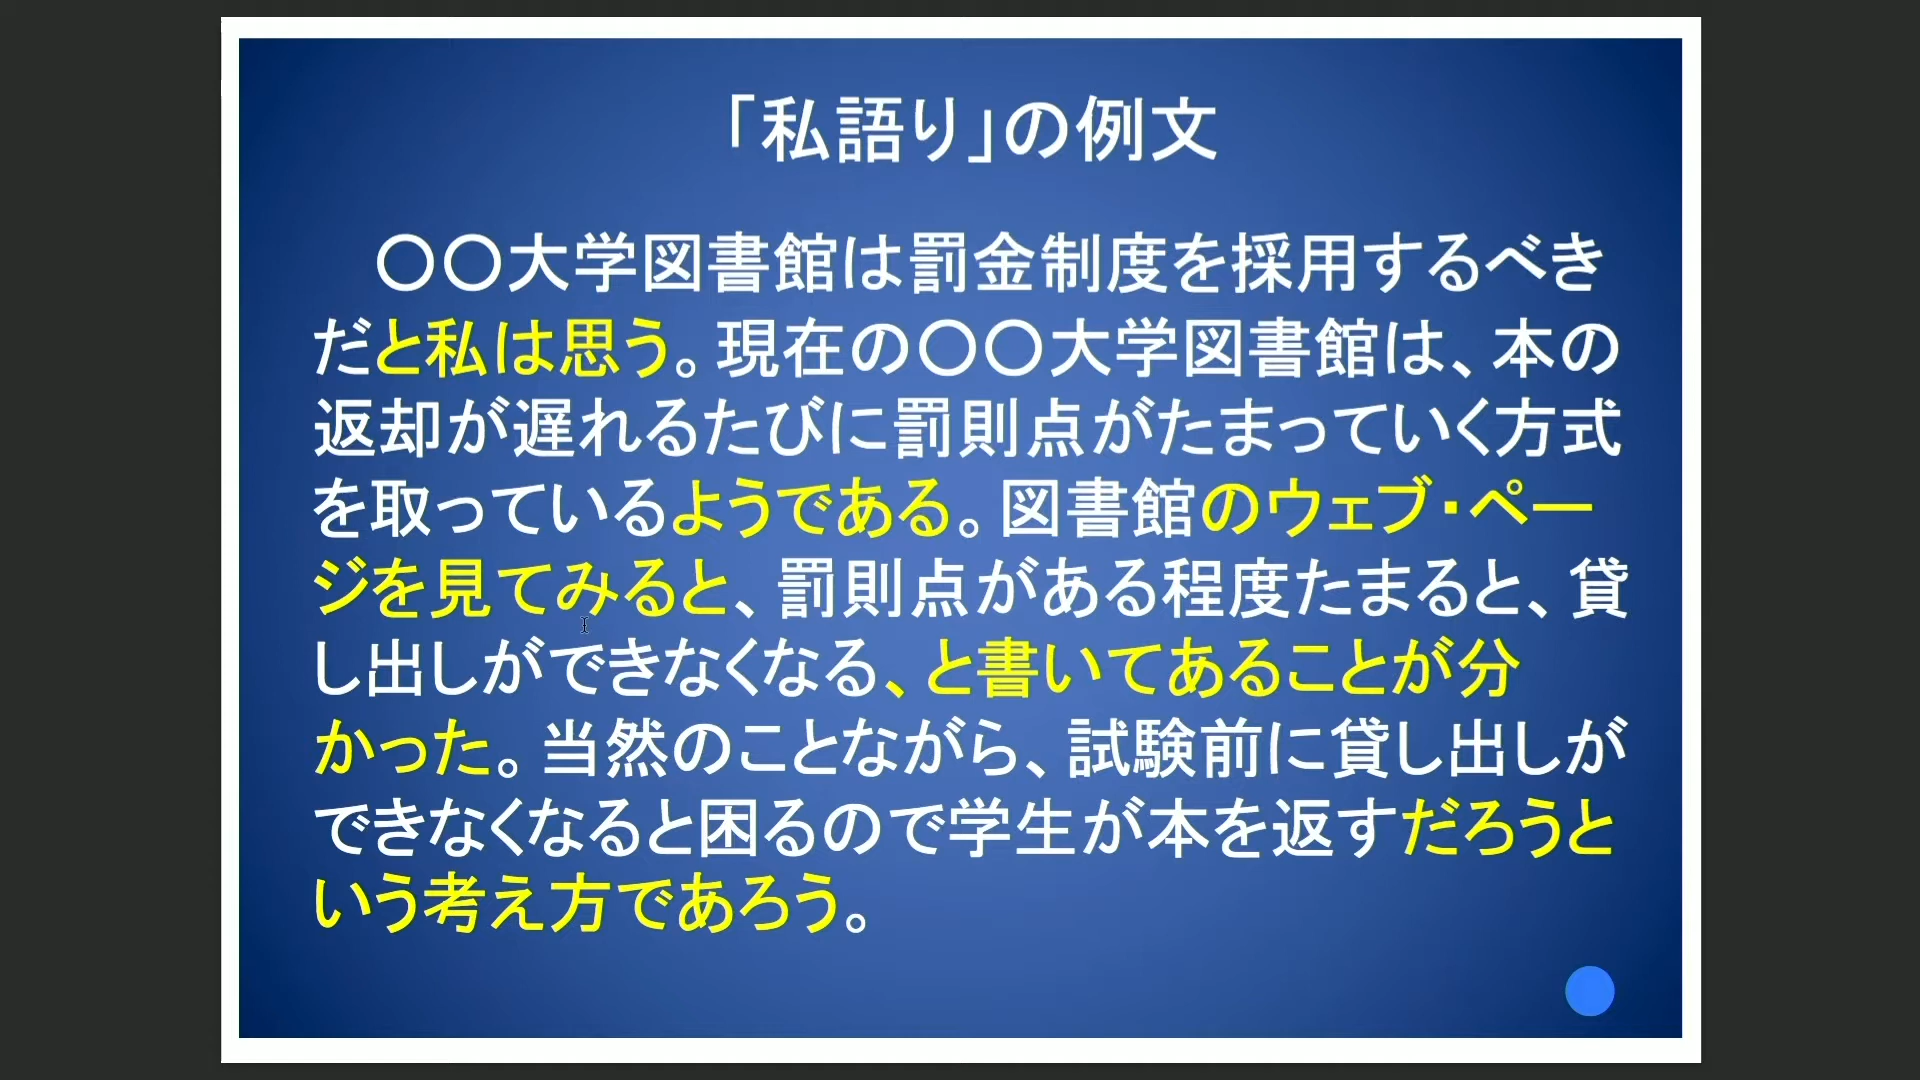 「私語り」の例文
〇〇大学図書館は罰金制度を採用するべき
だと私は思う。現在の〇〇大学図書館は、本の
返却が遅れるたびに罰則点がたまっていく方式
を取っているようである。図書館のウェブ・ペー
ジを見てみると、罰則点がある程度たまると、貸
し出しができなくなる、と書いてあることが分
かった。当然のことながら、試験前に貸し出しが
できなくなると困るので学生が本を返すだろうと
いう考え方であろう。